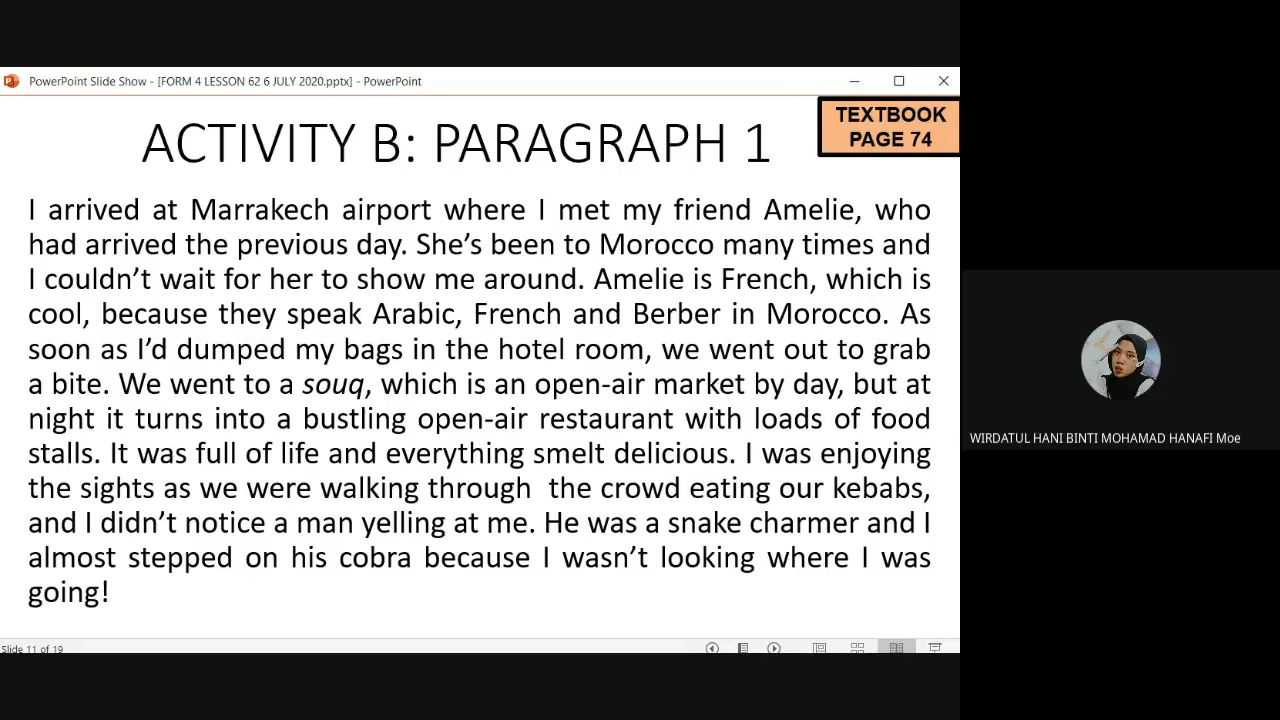 PowerPoint Slide Show - [FORM 4 LESSON 62 6 JULY 2020.pptx] - PowerPoint
TEXTBOOK
PAGE 74
ACTIVITY B: PARAGRAPH 1
I arrived at Marrakech airport where I met my friend Amelie, who
had arrived the previous day. She's been to Morocco many times and
I couldn't wait for her to show me around. Amelie is French, which is
cool, because they speak Arabic, French and Berber in Morocco. As
soon as I'd dumped my bags in the hotel room, we went out to grab
a bite. We went to a souq, which is an open-air market by day, but at
night it turns into a bustling open-air restaurant with loads of food
stalls. It was full of life and everything smelt delicious. I was enjoying
the sights as we were walking through the crowd eating our kebabs,
and I didn't notice a man yelling at me. He was a snake charmer and I
almost stepped on his cobra because I wasn't looking where I was
going!
Slide 11 of 19
WIRDATUL HANI BINTI MOHAMAD HANAFI Moe